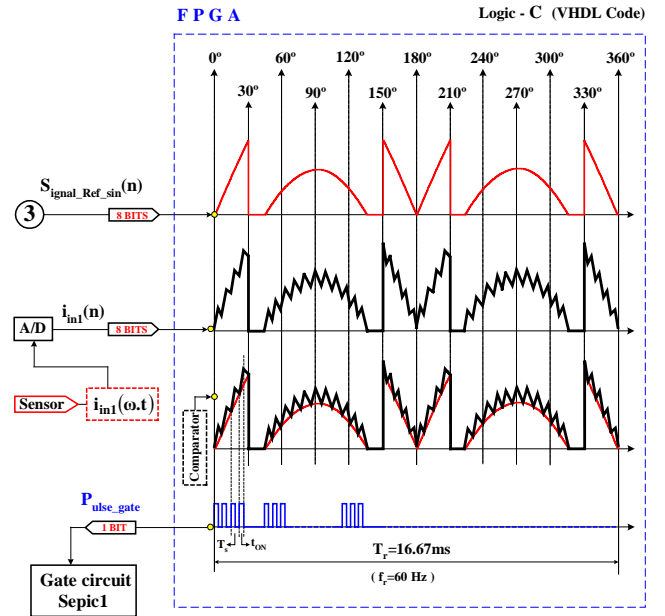 F P G A
Logic - C (VHDL Code)
0º 60º 120º 180º 240º 300º 360º
30º 90º 150º 210º 270º 330º
Signal_Ref_sin(n)
3
8 BITS
iin1(n)
A/D
8 BITS
Sensor
iin1(ω.t)
Comparator
Pulse_gate
1 BIT
Ts
tON
Tr=16.67ms
( fr=60 Hz )
Gate circuit
Sepic1